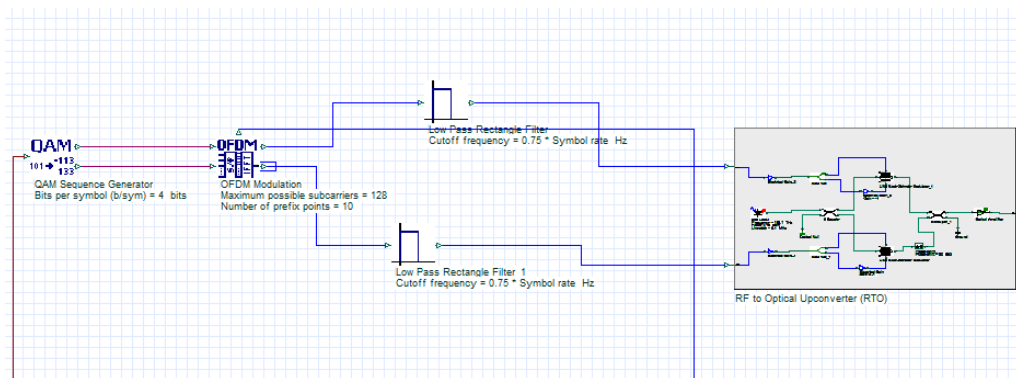 Low Pass Rectangle Filter
Cutoff frequency = 0.75 * Symbol rate Hz
QAM
101
-113
133
OFDM
S/P
IFFT
QAM Sequence Generator
Bits per symbol (b/sym) = 4 bits
OFDM Modulation
Maximum possible subcarriers = 128
Number of prefix points = 10
Low Pass Rectangle Filter 1
Cutoff frequency = 0.75 * Symbol rate Hz
RF to Optical Upconverter (RTO)